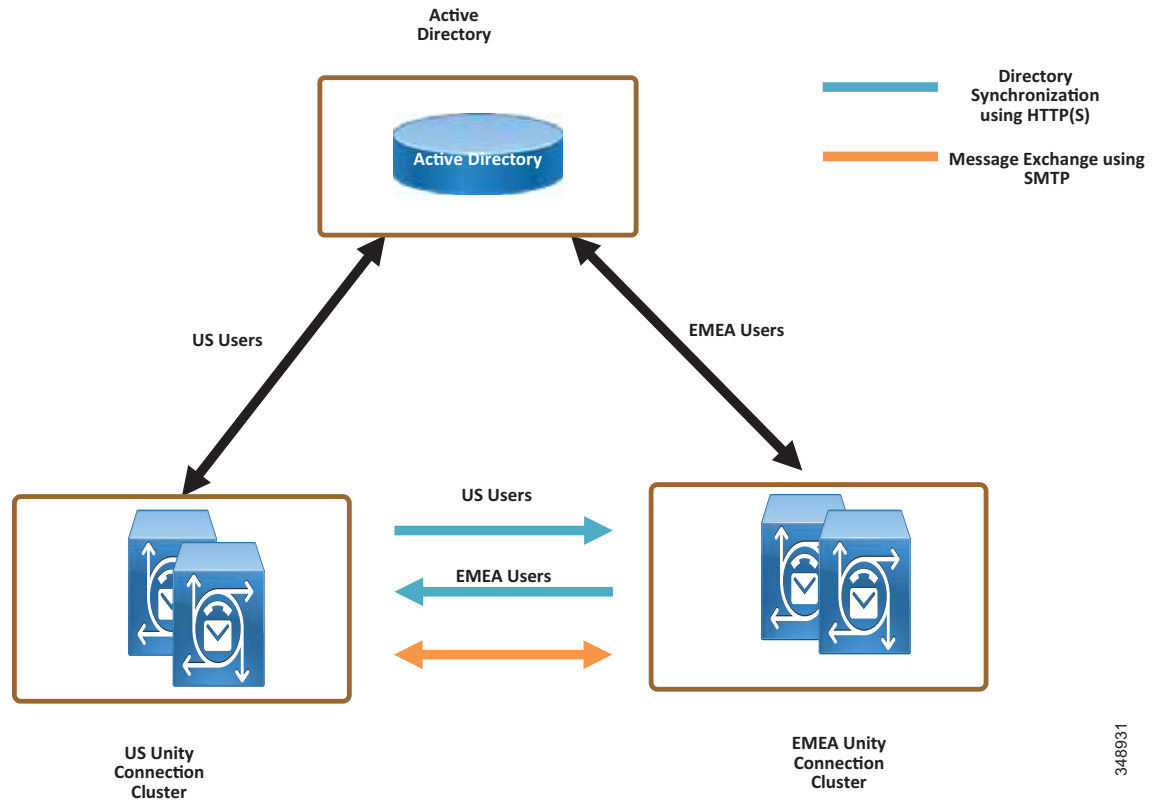 Active
Directory
Active Directory
Directory
Synchronization
using HTTP(S)
Message Exchange using
SMTP
US Users
EMEA Users
US Users
EMEA Users
US Unity
Connection
Cluster
EMEA Unity
Connection
Cluster
348931